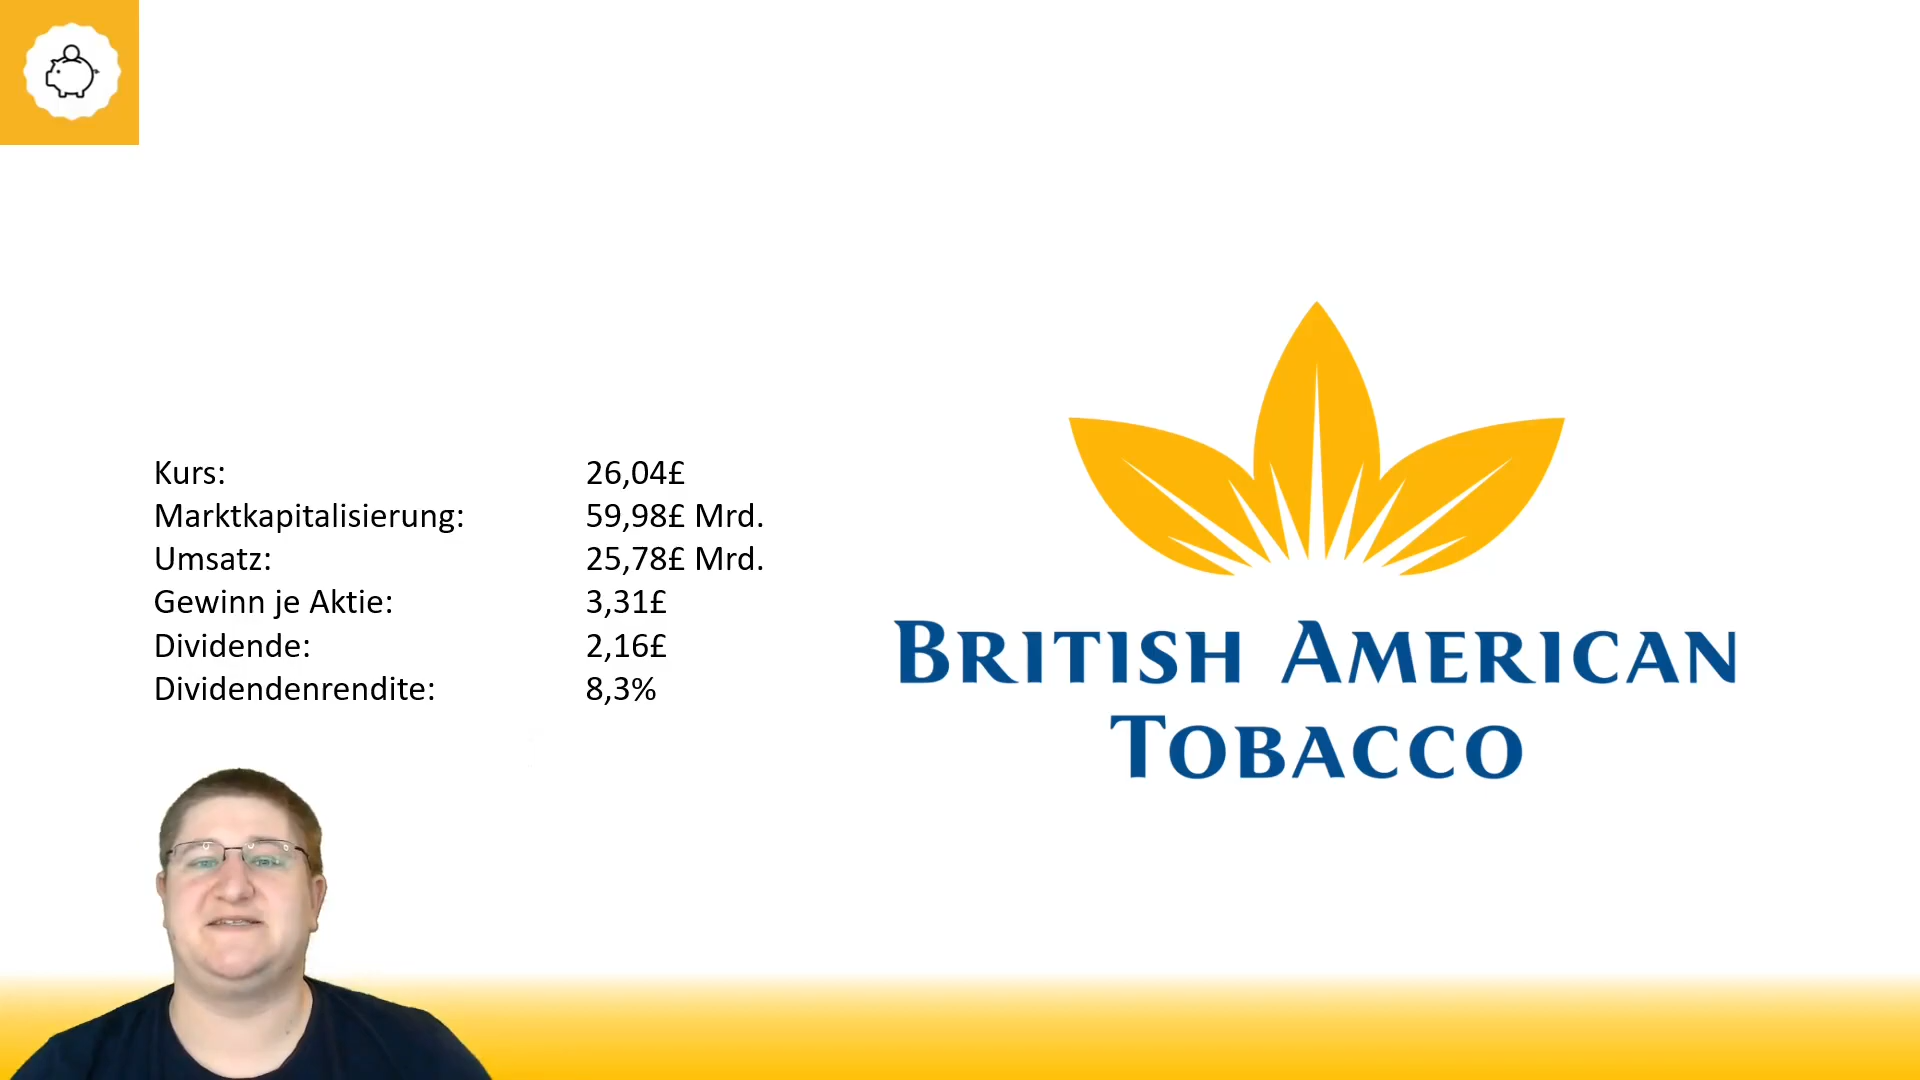 Kurs: 26,04£
Marktkapitalisierung: 59,98£ Mrd.
Umsatz: 25,78£ Mrd.
Gewinn je Aktie: 3,31£
Dividende: 2,16£
Dividendenrendite: 8,3%
BRITISH AMERICAN
TOBACCO